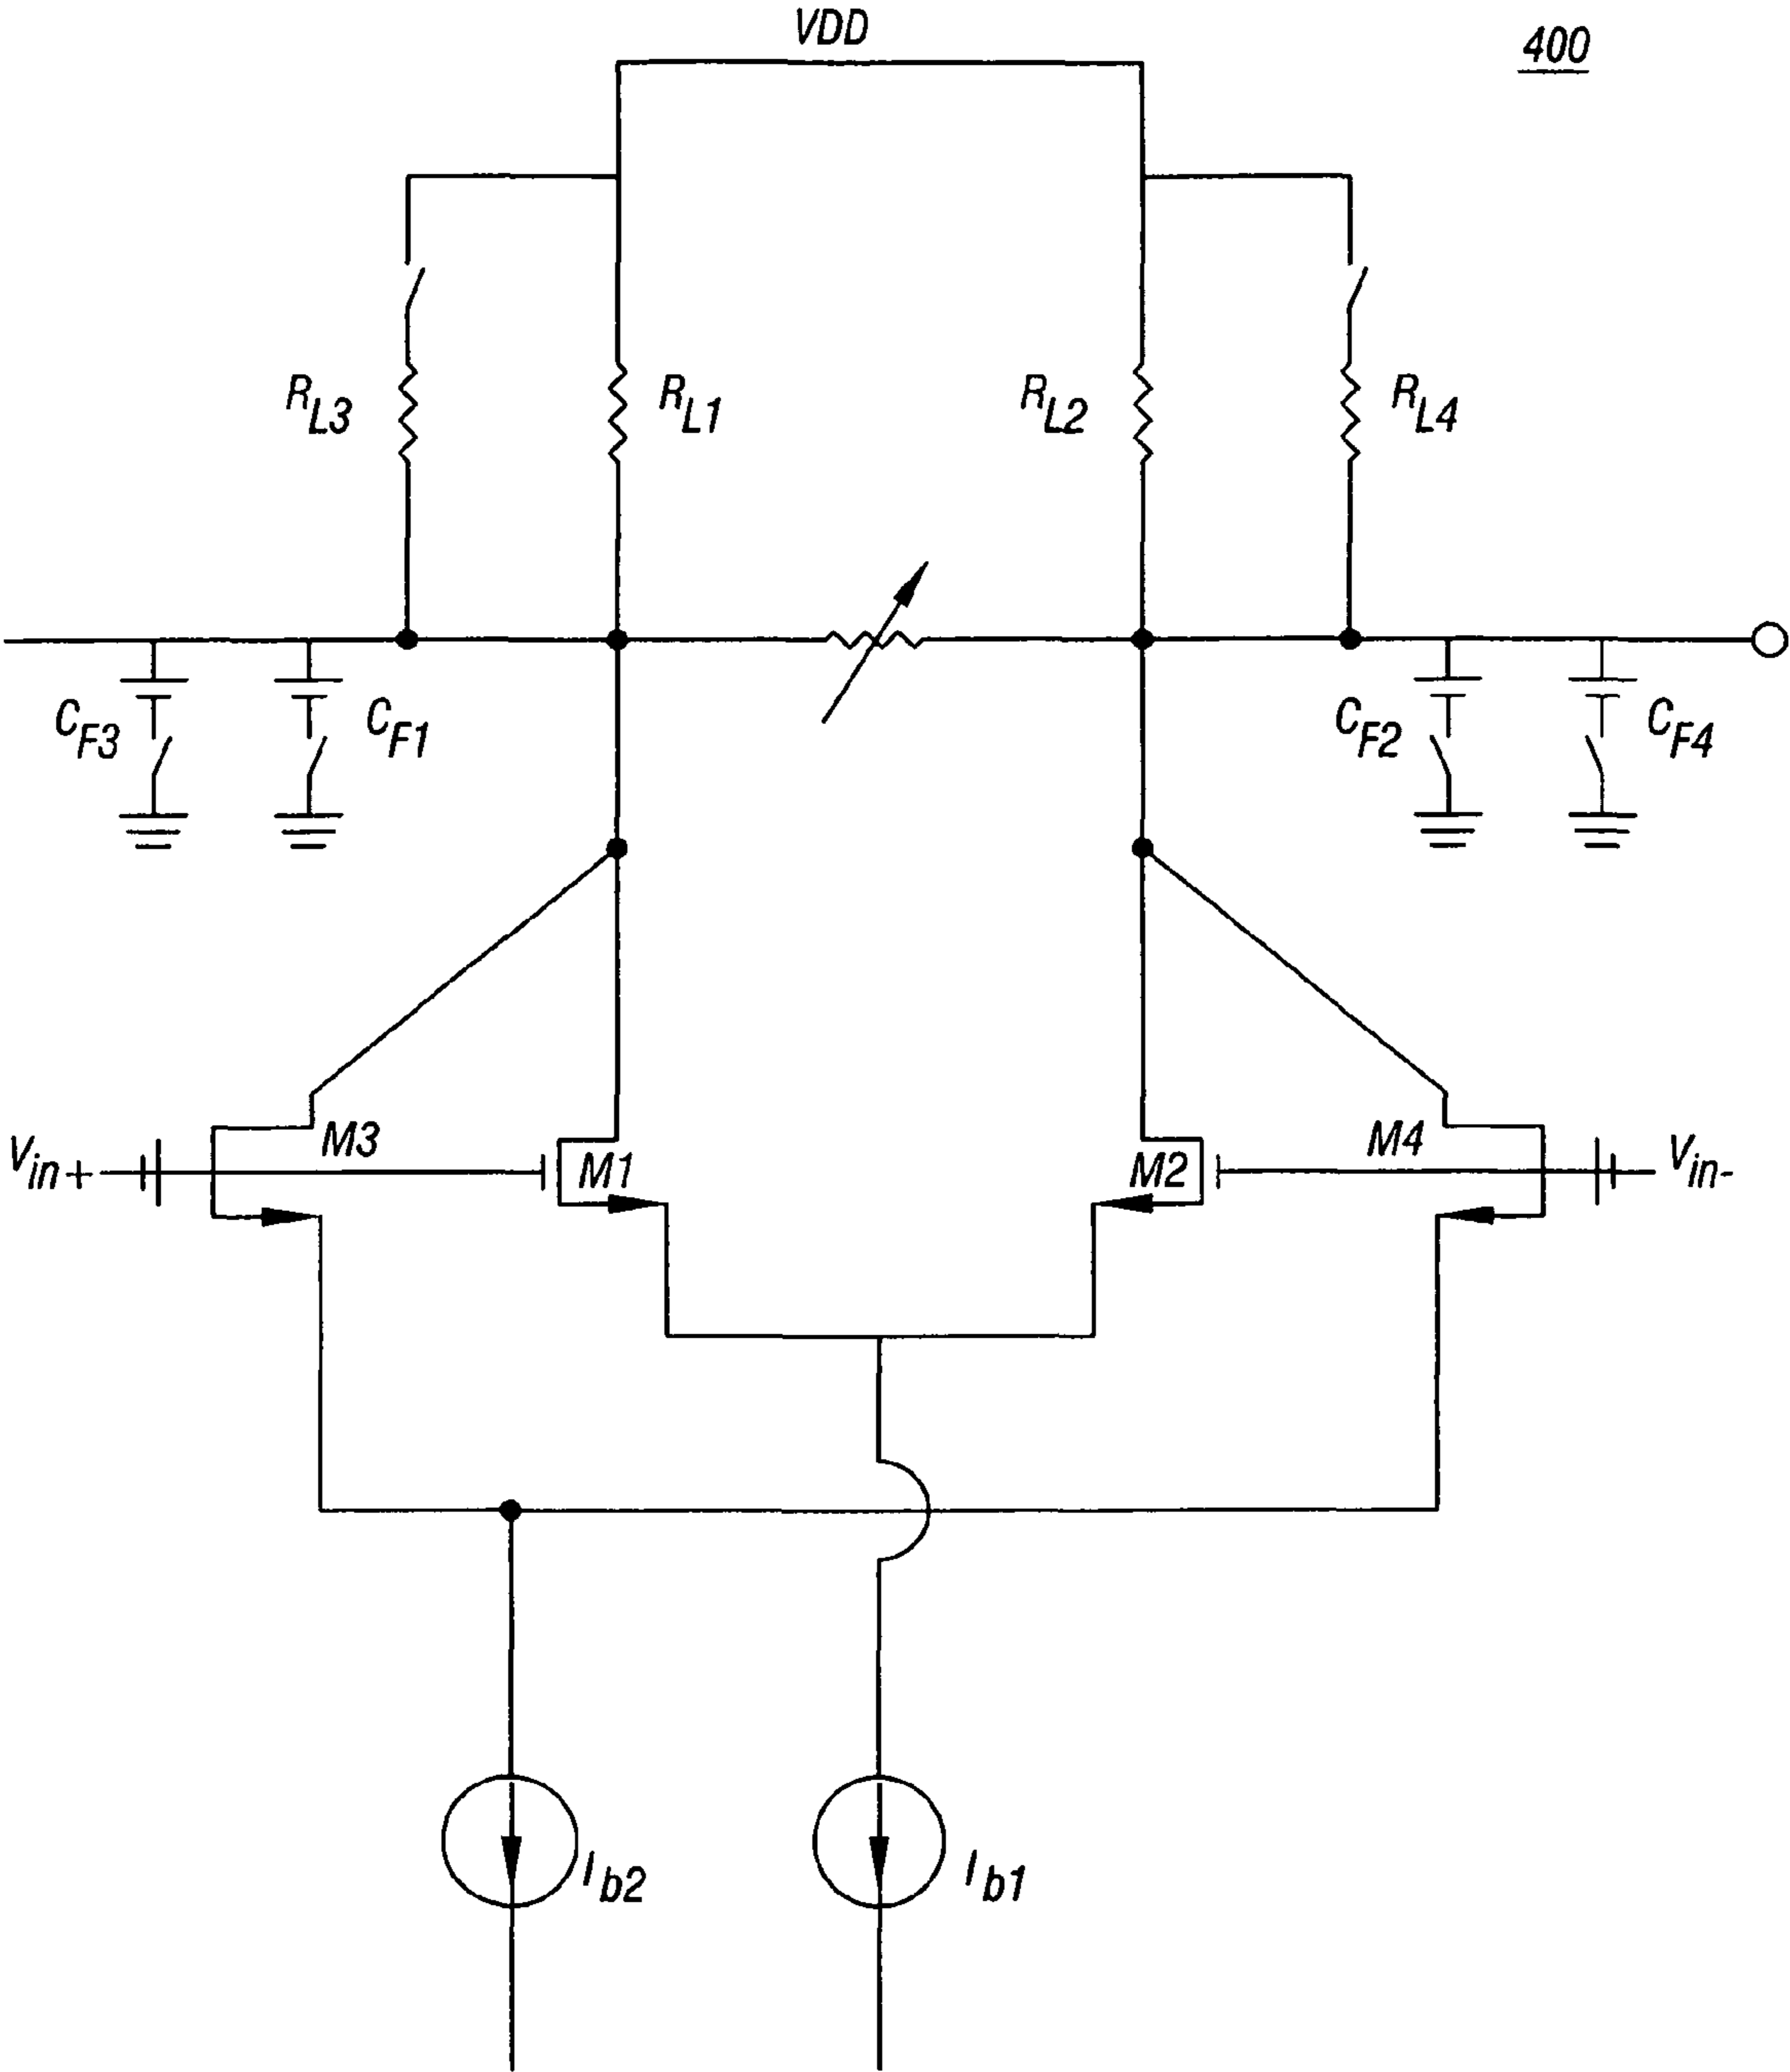 VDD
400
RL3
RL1
RL2
RL4
CF3
CF1
CF2
CF4
Vin+
M3
M1
M2
M4
Vin-
Ib2
Ib1